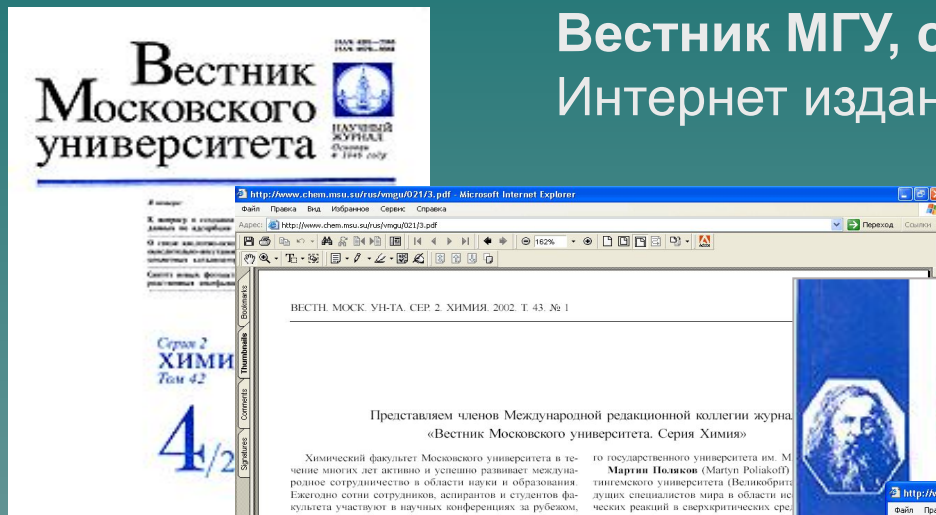 Вестник МГУ,
Интернет издан
Вестник
Московского
университета
НАУЧНЫЙ
ЖУРНАЛ
Основан
в 1946 году
В номере:
К вопросу о создании
данных по адсорбции
Серия 2
ХИМИ
Том 42
4/2
http://www.chem.msu.su/rus/vmgu/021/3.pdf - Microsoft Internet Explorer
Файл Правка Вид Избранное Сервис Справка
Адрес: http://www.chem.msu.su/rus/vmgu/021/3.pdf Переход Ссылки
162%
Bookmarks
Thumbnails
Comments
Signatures
ВЕСТН. МОСК. УН-ТА. СЕР. 2. ХИМИЯ. 2002. Т. 43. № 1
Представляем членов Международной редакционной коллегии журна
«Вестник Московского университета. Серия Химия»
Химический факультет Московского университета в те-
чение многих лет активно и успешно развивает междуна-
родное сотрудничество в области науки и образования.
Ежегодно сотни сотрудников, аспирантов и студентов фа-
культета участвуют в научных конференциях за рубежом,
го государственного университета им. М
Мартин Поляков (Martyn Poliakoff)
тингемского университета (Великобрита
дущих специалистов мира в области ис
ческих реакций в сверхкритических сред
http://w
Файл Пра